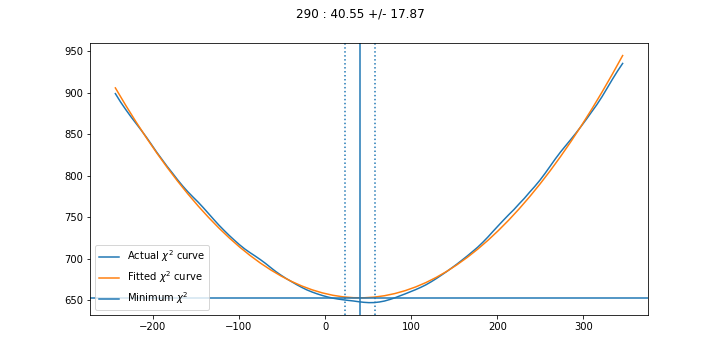 290 : 40.55 +/- 17.87
950
900
850
800
750
700
650
Actual χ² curve
Fitted χ² curve
Minimum χ²
−200 −100 0 100 200 300